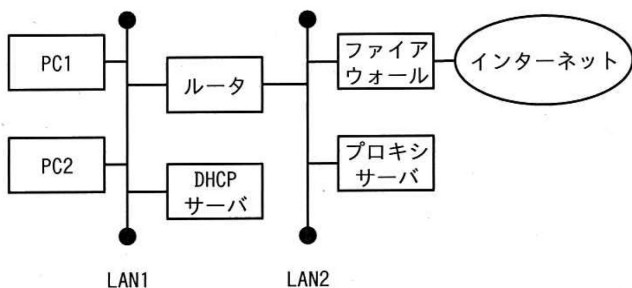 PC1
PC2
ルータ
DHCP
サーバ
ファイア
ウォール
プロキシ
サーバ
インターネット
LAN1
LAN2